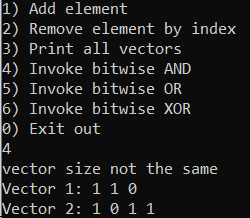 1) Add element
2) Remove element by index
3) Print all vectors
4) Invoke bitwise AND
5) Invoke bitwise OR
6) Invoke bitwise XOR
0) Exit out
4
vector size not the same
Vector 1: 1 1 0
Vector 2: 1 0 1 1